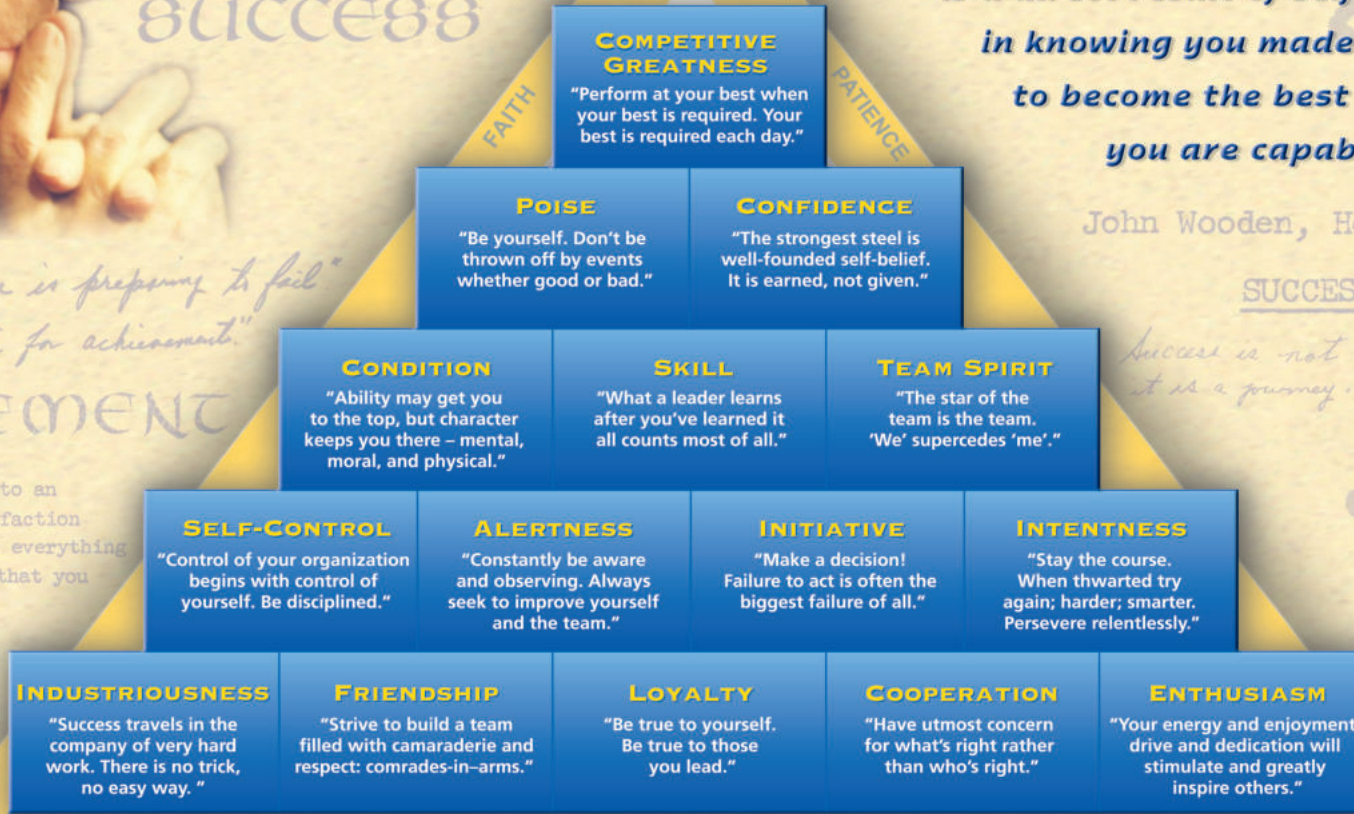 SUCCESS
in knowing you made
to become the best
you are
John Wooden,
SUCCES
Success is not
it is a journey.
is preparing to fail"
for achievement."
EMENT
to an
faction
everything
that you
FAITH
PATIENCE
COMPETITIVE
GREATNESS
"Perform at your best when
your best is required. Your
best is required each day."
POISE
"Be yourself. Don't be
thrown off by events
whether good or bad."
CONFIDENCE
"The strongest steel is
well-founded self-belief.
It is earned, not given."
CONDITION
"Ability may get you
to the top, but character
keeps you there – mental,
moral, and physical."
SKILL
"What a leader learns
after you've learned it
all counts most of all."
TEAM SPIRIT
"The star of the
team is the team.
'We' supercedes 'me'."
SELF-CONTROL
"Control of your organization
begins with control of
yourself. Be disciplined."
ALERTNESS
"Constantly be aware
and observing. Always
seek to improve yourself
and the team."
INITIATIVE
"Make a decision!
Failure to act is often the
biggest failure of all."
INTENTNESS
"Stay the course.
When thwarted try
again; harder; smarter.
Persevere relentlessly."
INDUSTRIOUSNESS
"Success travels in the
company of very hard
work. There is no trick,
no easy way. "
FRIENDSHIP
"Strive to build a team
filled with camaraderie and
respect: comrades-in–arms."
LOYALTY
"Be true to yourself.
Be true to those
you lead."
COOPERATION
"Have utmost concern
for what's right rather
than who's right."
ENTHUSIASM
"Your energy and enjoyment
drive and dedication will
stimulate and greatly
inspire others."